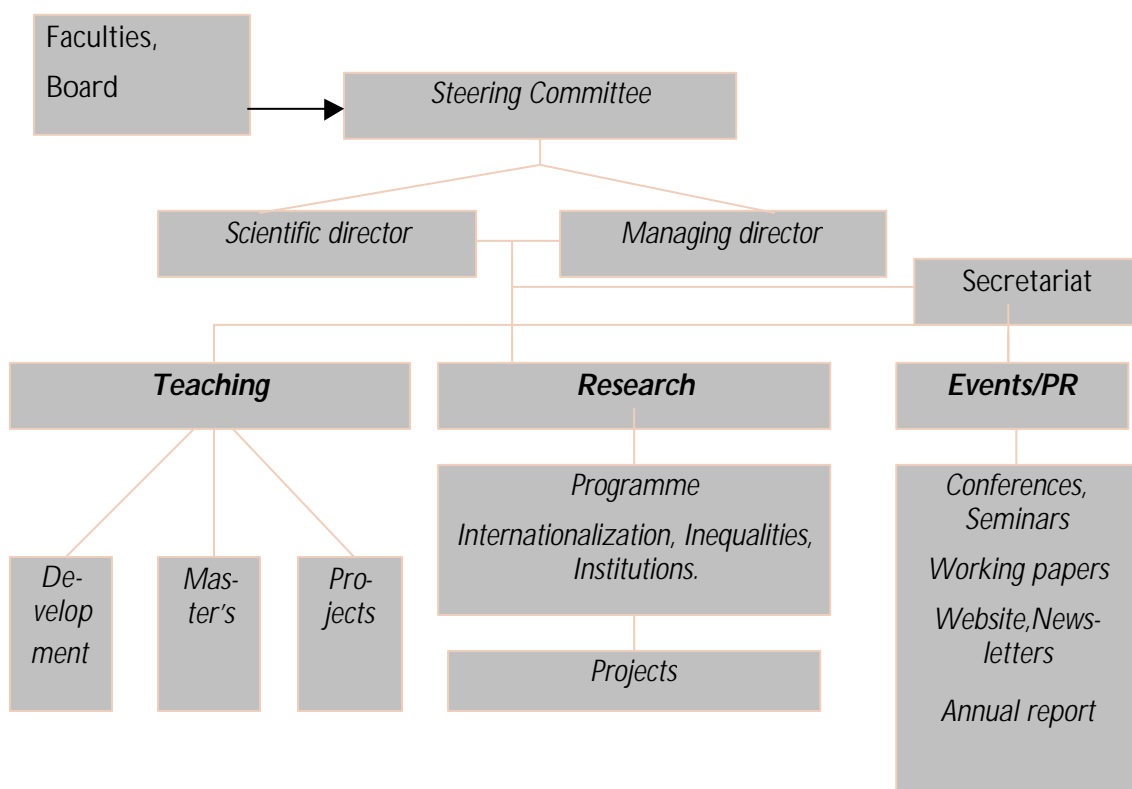 Faculties,
Board
Steering Committee
Scientific director
Managing director
Secretariat
Teaching
Research
Events/PR
De-
velop
ment
Mas-
ter's
Pro-
jects
Programme
Internationalization, Inequalities,
Institutions.
Projects
Conferences,
Seminars
Working papers
Website,News-
letters
Annual report